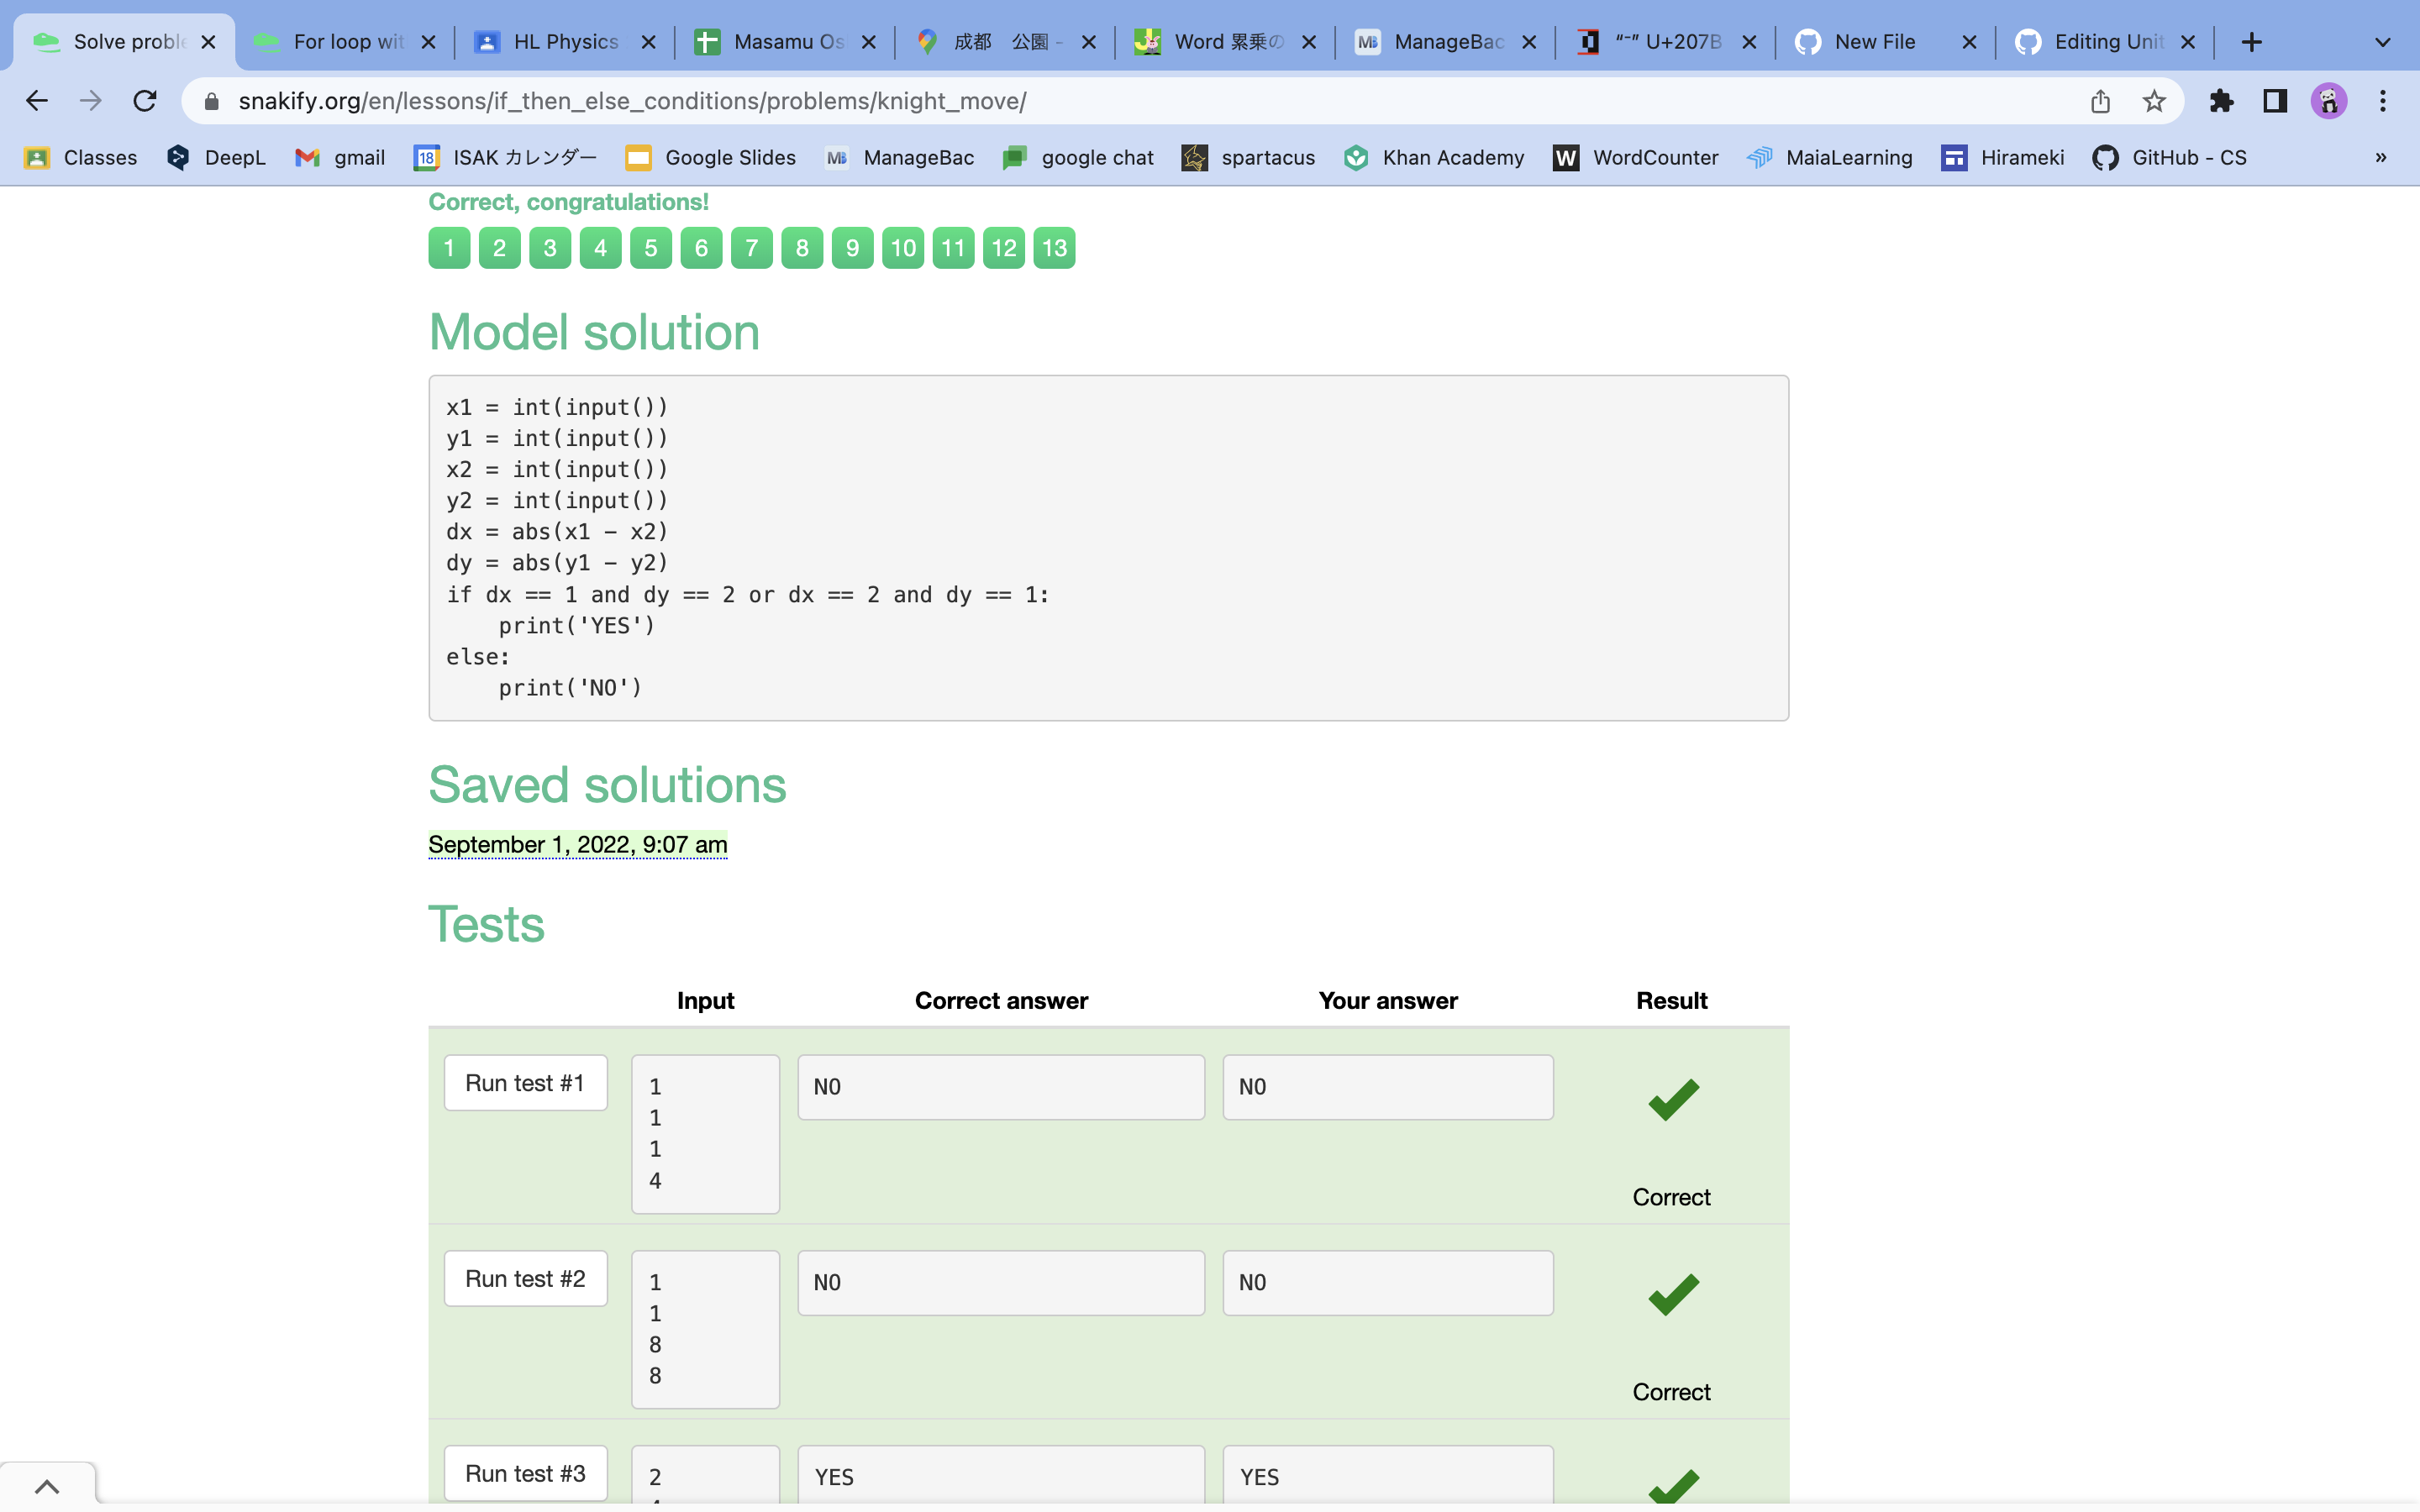 Solve proble
For loop wit
HL Physics
Masamu Os
成都 公園 -
Word 累乗の
ManageBac
“⁻” U+207B
New File
Editing Unit
snakify.org/en/lessons/if_then_else_conditions/problems/knight_move/
Classes
DeepL
gmail
18
ISAK カレンダー
Google Slides
MB
ManageBac
google chat
spartacus
Khan Academy
W
WordCounter
MaiaLearning
Hirameki
GitHub - CS
»
Correct, congratulations!
1 2 3 4 5 6 7 8 9 10 11 12 13
Model solution
x1 = int(input())
y1 = int(input())
x2 = int(input())
y2 = int(input())
dx = abs(x1 - x2)
dy = abs(y1 - y2)
if dx == 1 and dy == 2 or dx == 2 and dy == 1:
    print('YES')
else:
    print('NO')
Saved solutions
September 1, 2022, 9:07 am
Tests
Input Correct answer Your answer Result
Run test #1
1
1
1
4
NO
NO
Correct
Run test #2
1
1
8
8
NO
NO
Correct
Run test #3
2
YES
YES